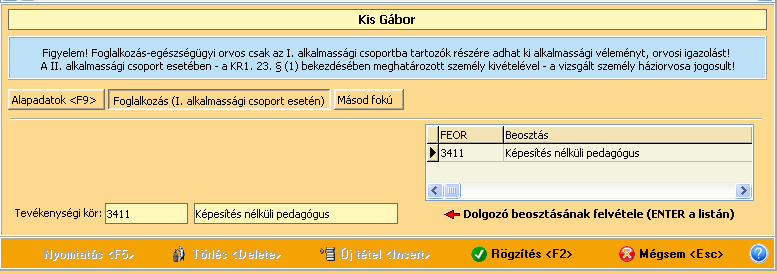 Kis Gábor
Figyelem! Foglalkozás-egészségügyi orvos csak az I. alkalmassági csoportba tartozók részére adhat ki alkalmassági véleményt, orvosi igazolást!
A II. alkalmassági csoport esetében - a KR1. 23. § (1) bekezdésében meghatározott személy kivételével - a vizsgált személy háziorvosa jogosult!
Alapadatok <F9> Foglalkozás (I. alkalmassági csoport esetén) Másod fokú
FEOR Beosztás
3411 Képesítés nélküli pedagógus
Tevékenységi kör: 3411 Képesítés nélküli pedagógus Dolgozó beosztásának felvétele (ENTER a listán)
Nyomtatás <F5> Törlés <Delete> Új tétel <Insert> Rögzítés <F2> Mégsem <Esc> ?